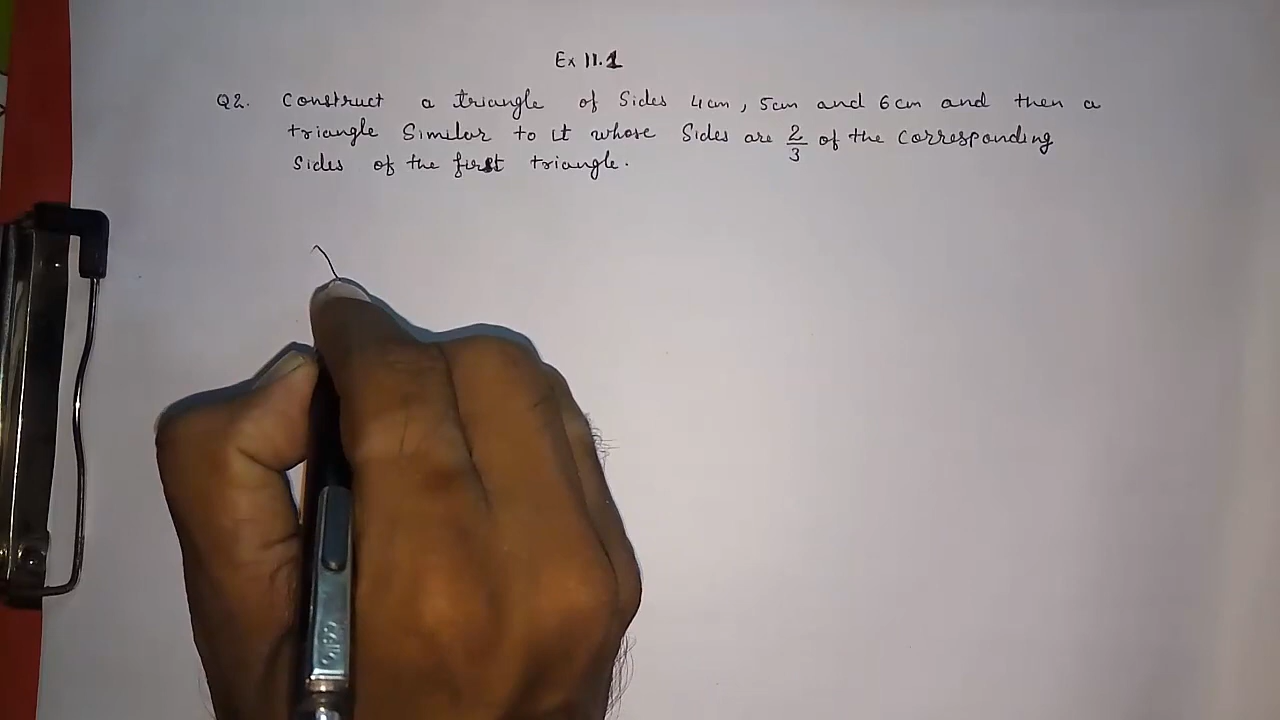 Ex 11.1
Q2. Construct a triangle of Sides 4cm, 5cm and 6cm and then a
triangle Similar to it whose Sides are 2/3 of the Corresponding
Sides of the first triangle.